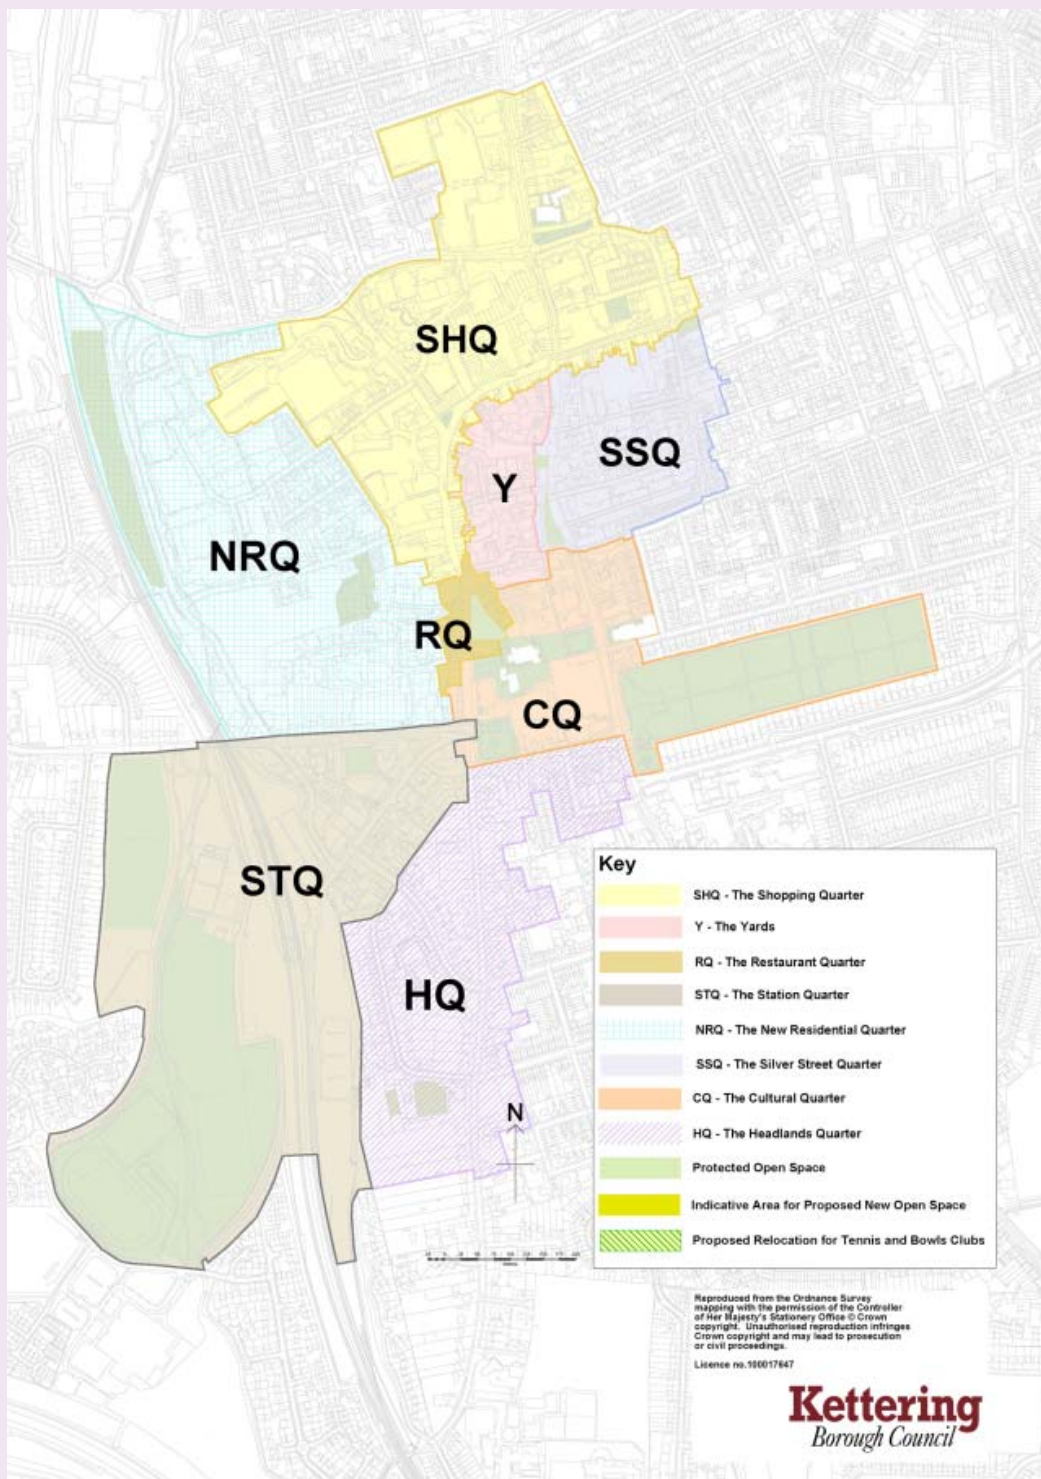 SHQ
SSQ
Y
NRQ
RQ
CQ
STQ
HQ
N
Key
SHQ - The Shopping Quarter
Y - The Yards
RQ - The Restaurant Quarter
STQ - The Station Quarter
NRQ - The New Residential Quarter
SSQ - The Silver Street Quarter
CQ - The Cultural Quarter
HQ - The Headlands Quarter
Protected Open Space
Indicative Area for Proposed New Open Space
Proposed Relocation for Tennis and Bowls Clubs
Reproduced from the Ordnance Survey
mapping with the permission of the Controller
of Her Majesty's Stationery Office © Crown
copyright. Unauthorised reproduction infringes
Crown copyright and may lead to prosecution
or civil proceedings.
Licence no.100017647
Kettering
Borough Council